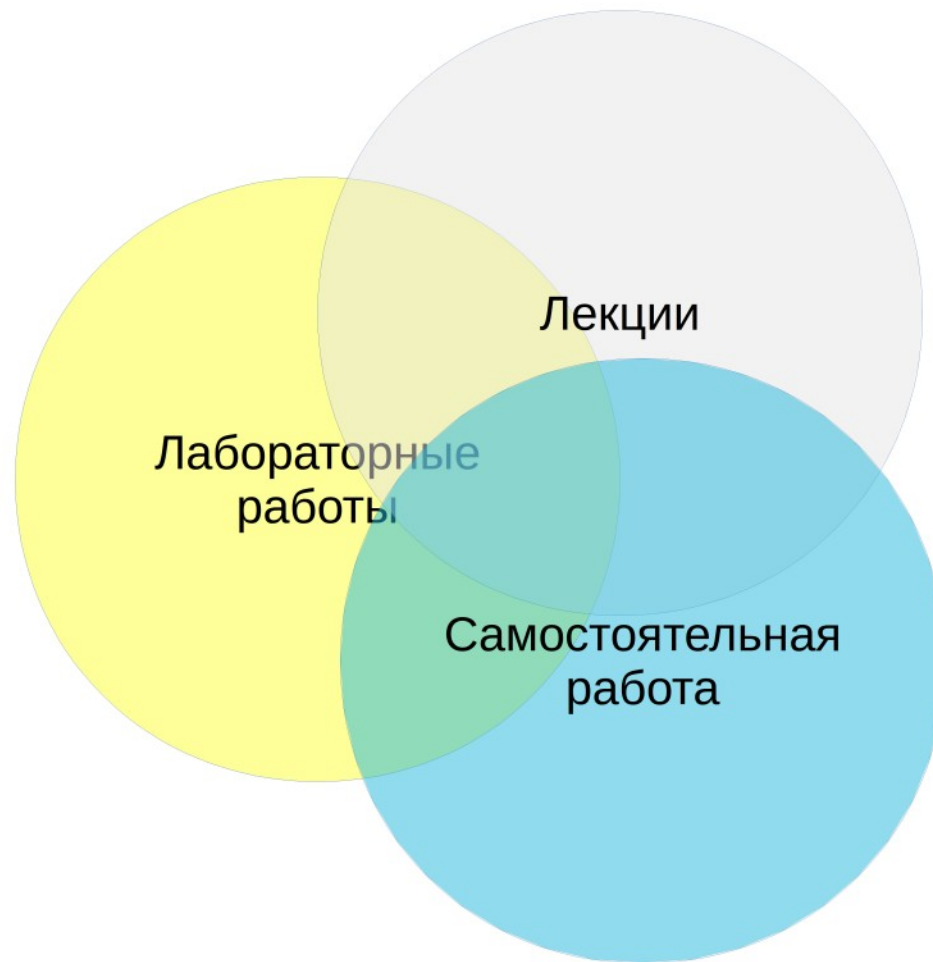 Лекции
Лабораторные
работы
Самостоятельная
работа